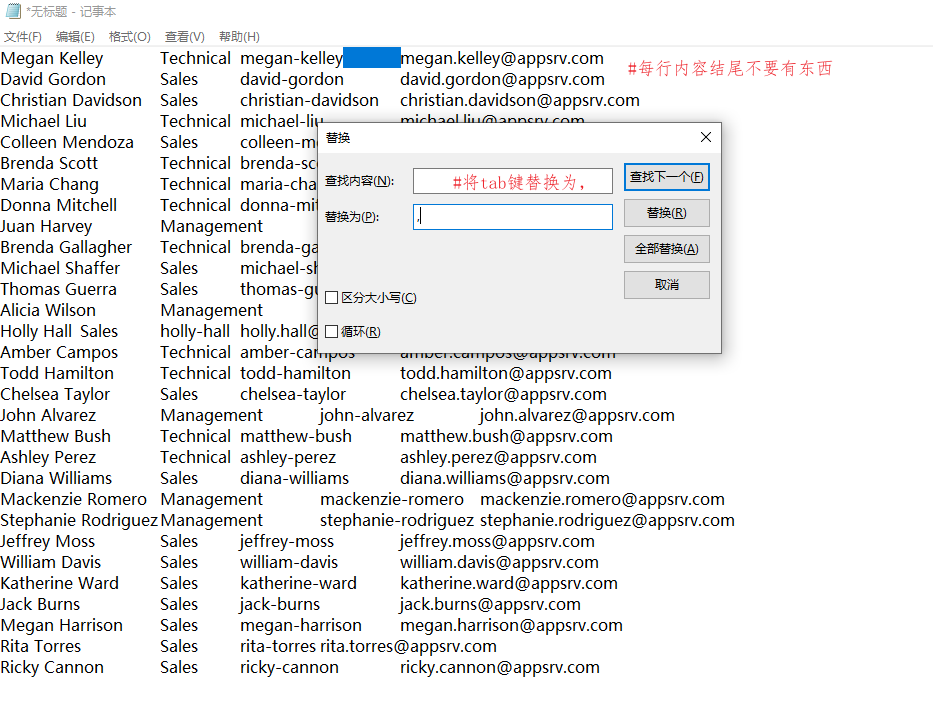 *无标题 - 记事本
文件(F) 编辑(E) 格式(O) 查看(V) 帮助(H)
Megan Kelley Technical megan-kelley megan.kelley@appsrv.com
#每行内容结尾不要有东西
David Gordon Sales david-gordon david.gordon@appsrv.com
Christian Davidson Sales christian-davidson christian.davidson@appsrv.com
Michael Liu Technical michael-liu michael.liu@appsrv.com
Colleen Mendoza Sales colleen-m
Brenda Scott Technical brenda-sc
Maria Chang Technical maria-cha
Donna Mitchell Technical donna-mit
Juan Harvey Management
Brenda Gallagher Technical brenda-ga
Michael Shaffer Sales michael-sh
Thomas Guerra Sales thomas-gu
Alicia Wilson Management
Holly Hall Sales holly-hall holly.hall@
Amber Campos Technical amber-campos amber.campos@appsrv.com
Todd Hamilton Technical todd-hamilton todd.hamilton@appsrv.com
Chelsea Taylor Sales chelsea-taylor chelsea.taylor@appsrv.com
John Alvarez Management john-alvarez john.alvarez@appsrv.com
Matthew Bush Technical matthew-bush matthew.bush@appsrv.com
Ashley Perez Technical ashley-perez ashley.perez@appsrv.com
Diana Williams Sales diana-williams diana.williams@appsrv.com
Mackenzie Romero Management mackenzie-romero mackenzie.romero@appsrv.com
Stephanie Rodriguez Management stephanie-rodriguez stephanie.rodriguez@appsrv.com
Jeffrey Moss Sales jeffrey-moss jeffrey.moss@appsrv.com
William Davis Sales william-davis william.davis@appsrv.com
Katherine Ward Sales katherine-ward katherine.ward@appsrv.com
Jack Burns Sales jack-burns jack.burns@appsrv.com
Megan Harrison Sales megan-harrison megan.harrison@appsrv.com
Rita Torres Sales rita-torres rita.torres@appsrv.com
Ricky Cannon Sales ricky-cannon ricky.cannon@appsrv.com
替换
查找内容(N): #将tab键替换为, 查找下一个(F)
替换为(P): , 替换(R)
全部替换(A)
取消
区分大小写(C)
循环(R)